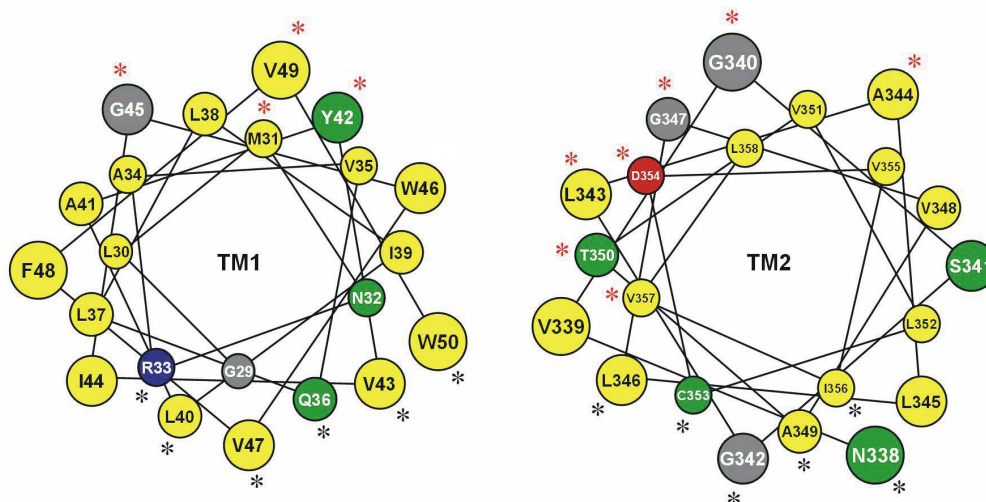 V49
G45
L38
Y42
M31
A34
V35
W46
A41
L30
TM1
I39
F48
N32
L37
W50
R33
G29
I44
V43
Q36
L40
V47
G340
A344
V351
G347
L358
V355
D354
L343
V348
T350
TM2
S341
V357
V339
L352
L346
C353
I356
L345
A349
G342
N338